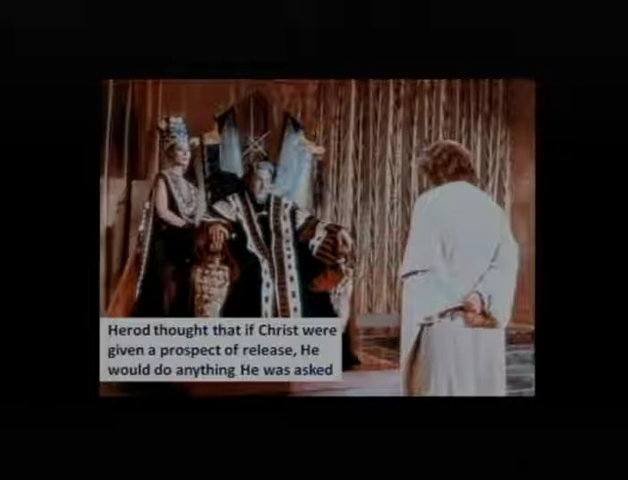 Herod thought that if Christ were
given a prospect of release, He
would do anything He was asked